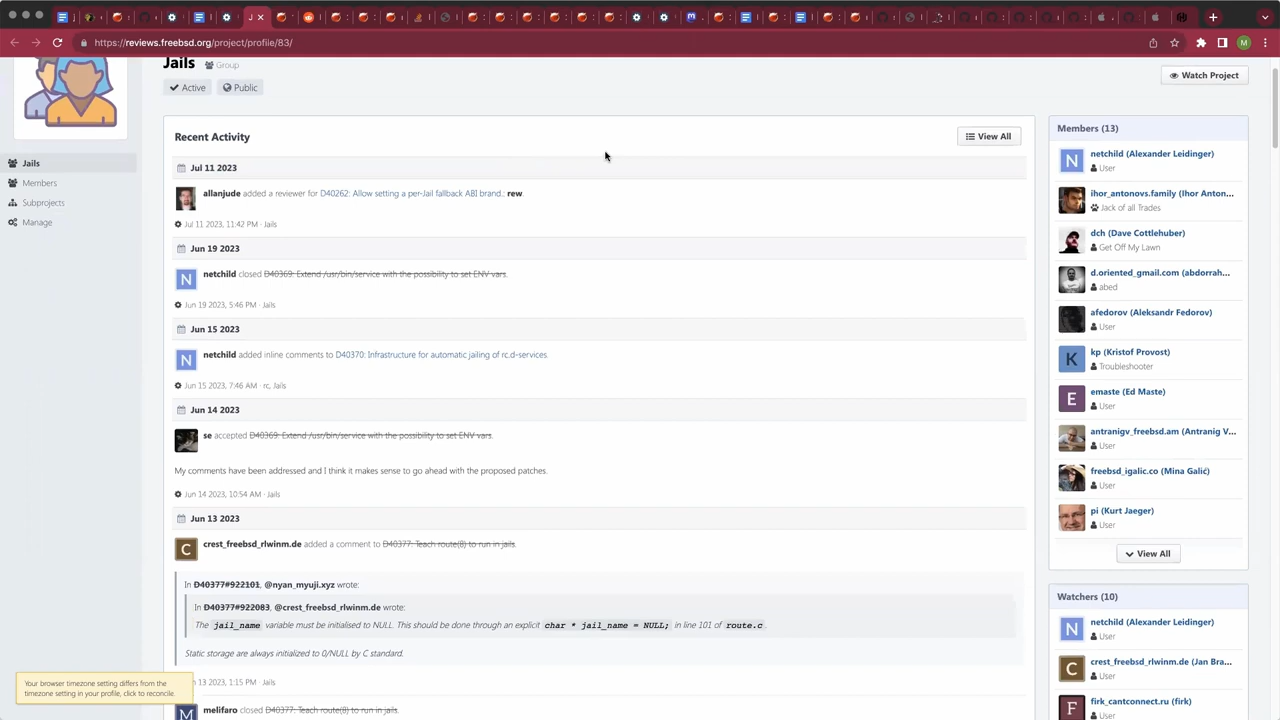 J
https://reviews.freebsd.org/project/profile/83/
M
Jails
Group
Active
Public
Watch Project
Jails
Members
Subprojects
Manage
Recent Activity
View All
Jul 11 2023
allanjude added a reviewer for D40262: Allow setting a per-Jail fallback ABI brand.: rew.
Jul 11 2023, 11:42 PM · Jails
Jun 19 2023
N
netchild closed D40369: Extend /usr/bin/service with the possibility to set ENV vars.
Jun 19 2023, 5:46 PM · Jails
Jun 15 2023
N
netchild added inline comments to D40370: Infrastructure for automatic jailing of rc.d-services.
Jun 15 2023, 7:46 AM · rc, Jails
Jun 14 2023
se accepted D40369: Extend /usr/bin/service with the possibility to set ENV vars.
My comments have been addressed and I think it makes sense to go ahead with the proposed patches.
Jun 14 2023, 10:54 AM · Jails
Jun 13 2023
C
crest_freebsd_rlwinm.de added a comment to D40377: Teach route(8) to run in jails.
In D40377#922101, @nyan_myuji.xyz wrote:
In D40377#922083, @crest_freebsd_rlwinm.de wrote:
The jail_name variable must be initialised to NULL. This should be done through an explicit char * jail_name = NULL; in line 101 of route.c.
Static storage are always initialized to 0/NULL by C standard.
13 2023, 1:15 PM · Jails
M
melifaro closed D40377: Teach route(8) to run in jails.
Your browser timezone setting differs from the
timezone setting in your profile, click to reconcile.
Members (13)
N
netchild (Alexander Leidinger)
User
ihor_antonovs.family (Ihor Anton...
Jack of all Trades
dch (Dave Cottlehuber)
Get Off My Lawn
d.oriented_gmail.com (abdorrah...
abed
afedorov (Aleksandr Fedorov)
User
K
kp (Kristof Provost)
Troubleshooter
E
emaste (Ed Maste)
User
antranigv_freebsd.am (Antranig V...
User
freebsd_igalic.co (Mina Galić)
User
pi (Kurt Jaeger)
User
View All
Watchers (10)
N
netchild (Alexander Leidinger)
User
C
crest_freebsd_rlwinm.de (Jan Bra...
User
F
firk_cantconnect.ru (firk)
User